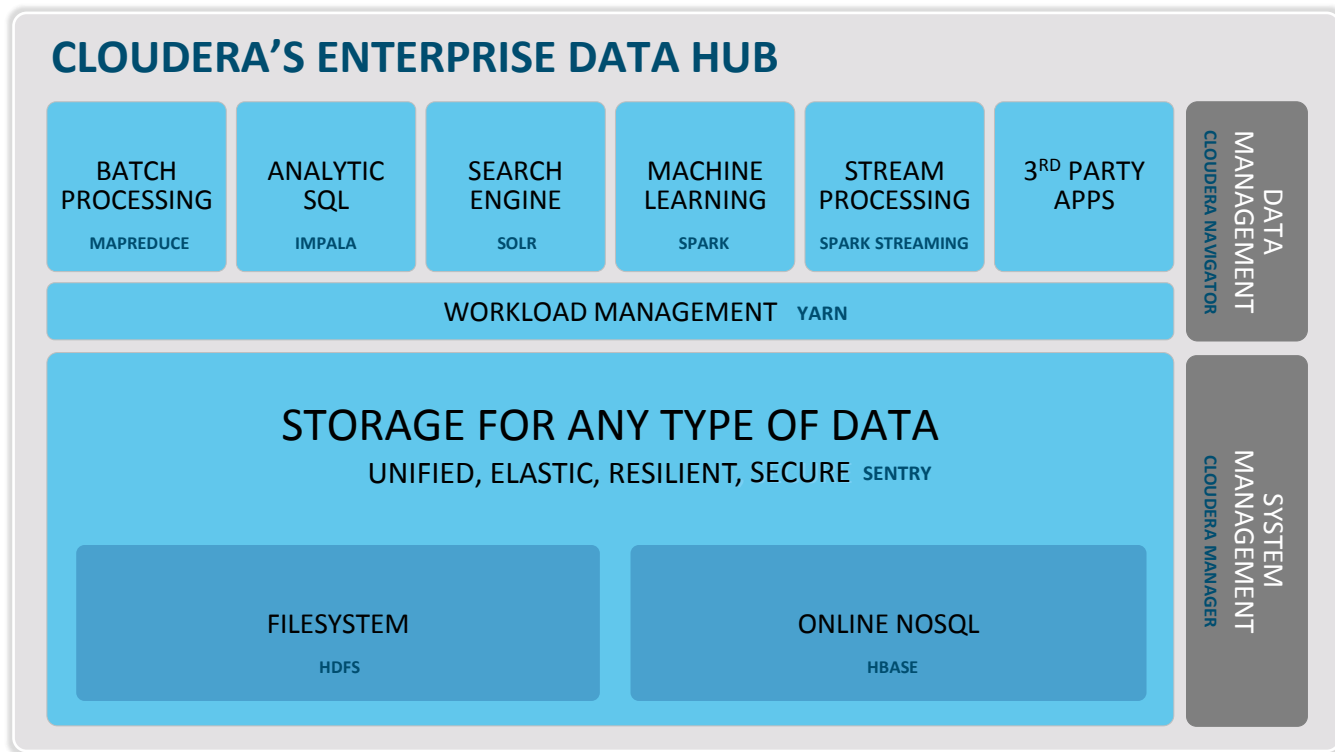 CLOUDERA’S ENTERPRISE DATA HUB
BATCH
PROCESSING
MAPREDUCE
ANALYTIC
SQL
IMPALA
SEARCH
ENGINE
SOLR
MACHINE
LEARNING
SPARK
STREAM
PROCESSING
SPARK STREAMING
3RD PARTY
APPS
DATA
MANAGEMENT
CLOUDERA NAVIGATOR
WORKLOAD MANAGEMENT YARN
STORAGE FOR ANY TYPE OF DATA
UNIFIED, ELASTIC, RESILIENT, SECURE SENTRY
FILESYSTEM
HDFS
ONLINE NOSQL
HBASE
SYSTEM
MANAGEMENT
CLOUDERA MANAGER